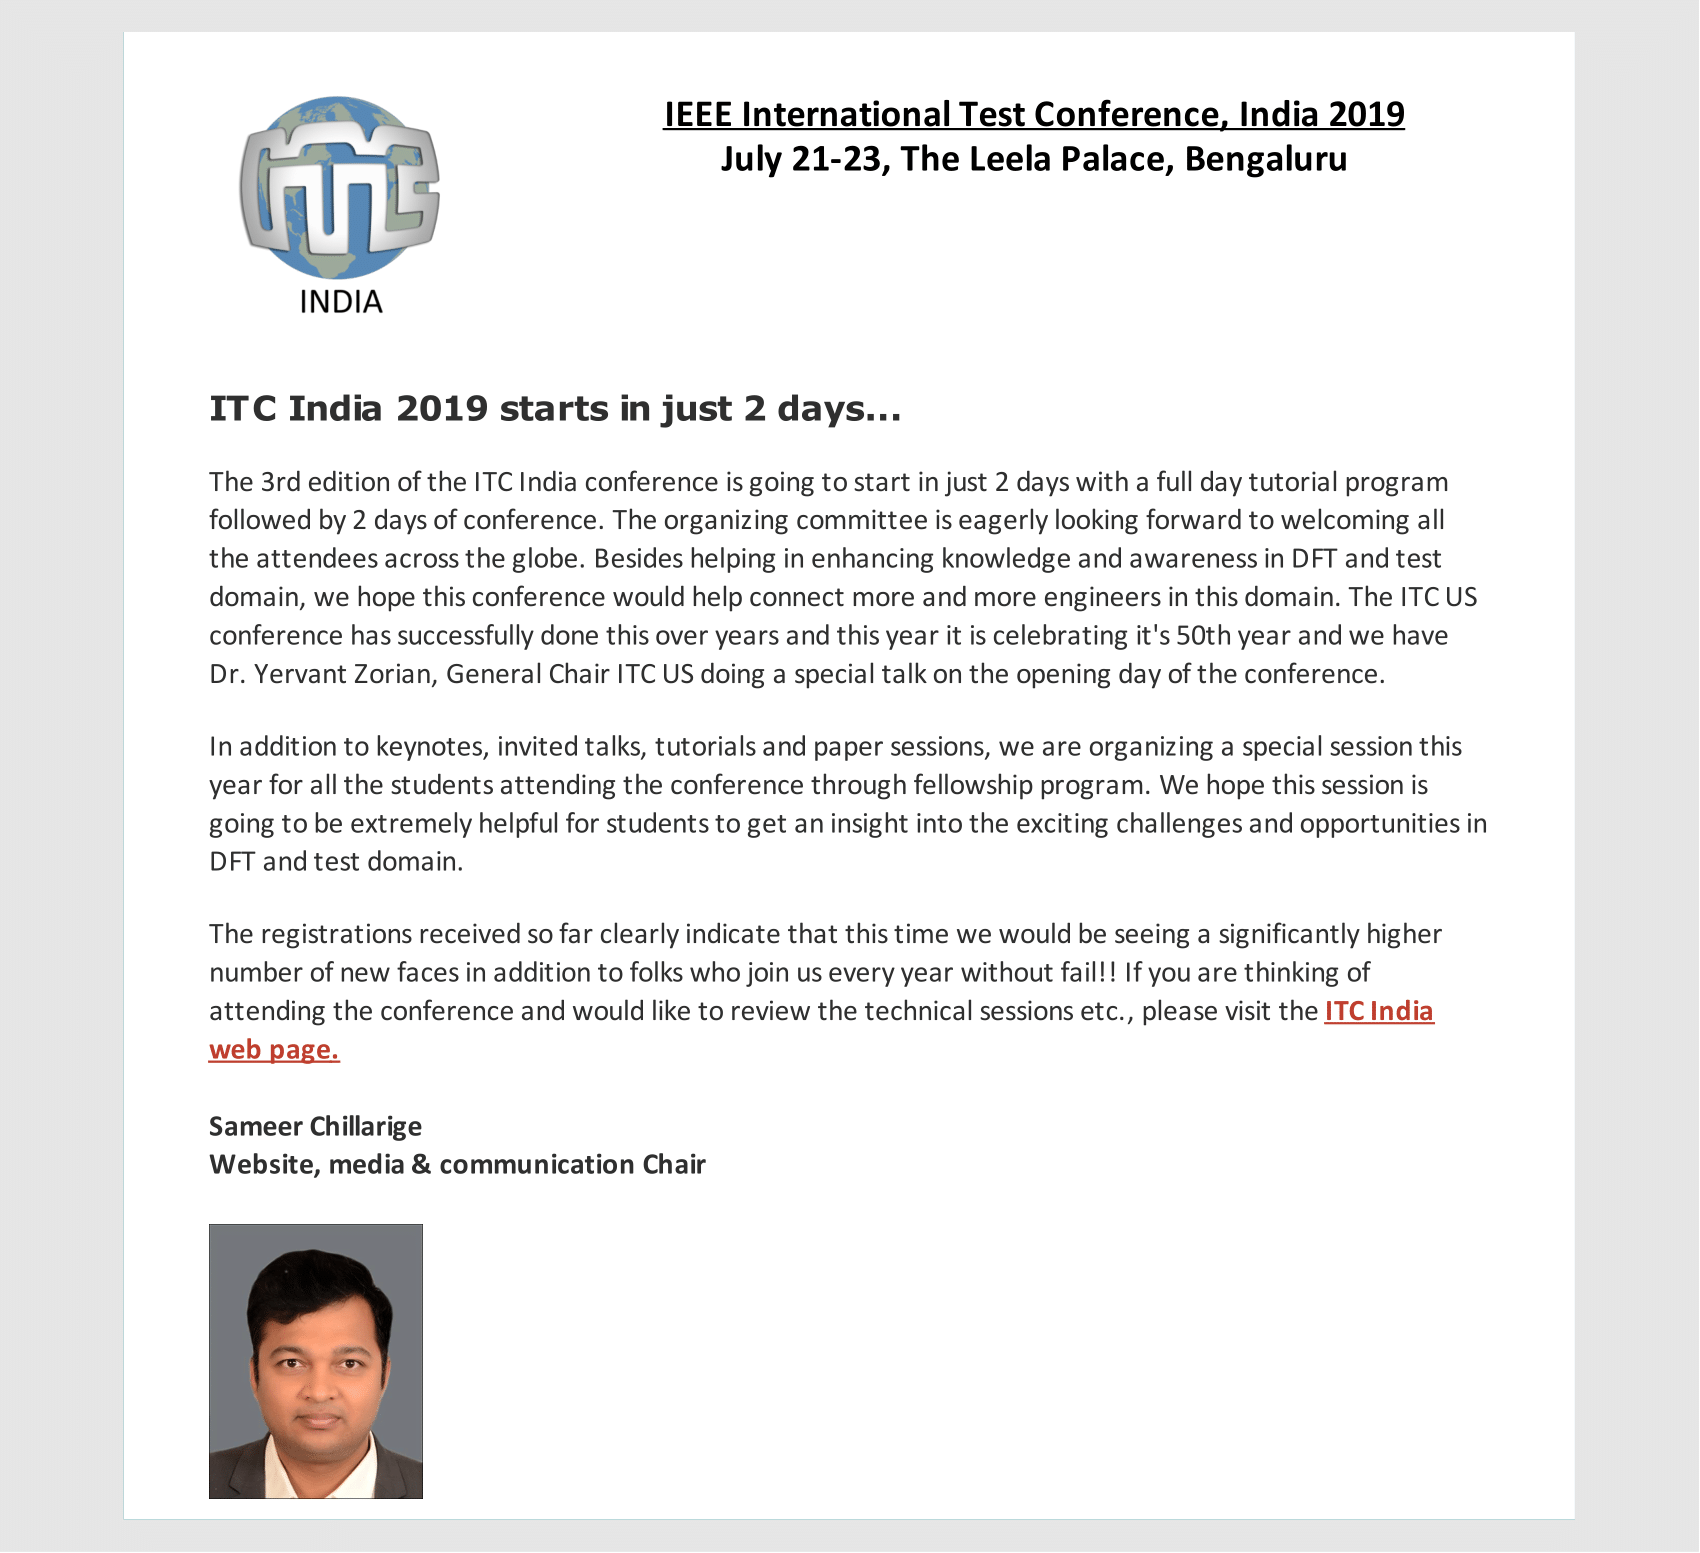 ITC
INDIA
IEEE International Test Conference, India 2019
July 21-23, The Leela Palace, Bengaluru
ITC India 2019 starts in just 2 days...
The 3rd edition of the ITC India conference is going to start in just 2 days with a full day tutorial program
followed by 2 days of conference. The organizing committee is eagerly looking forward to welcoming all
the attendees across the globe. Besides helping in enhancing knowledge and awareness in DFT and test
domain, we hope this conference would help connect more and more engineers in this domain. The ITC US
conference has successfully done this over years and this year it is celebrating it's 50th year and we have
Dr. Yervant Zorian, General Chair ITC US doing a special talk on the opening day of the conference.
In addition to keynotes, invited talks, tutorials and paper sessions, we are organizing a special session this
year for all the students attending the conference through fellowship program. We hope this session is
going to be extremely helpful for students to get an insight into the exciting challenges and opportunities in
DFT and test domain.
The registrations received so far clearly indicate that this time we would be seeing a significantly higher
number of new faces in addition to folks who join us every year without fail!! If you are thinking of
attending the conference and would like to review the technical sessions etc., please visit the ITC India
web page.
Sameer Chillarige
Website, media & communication Chair